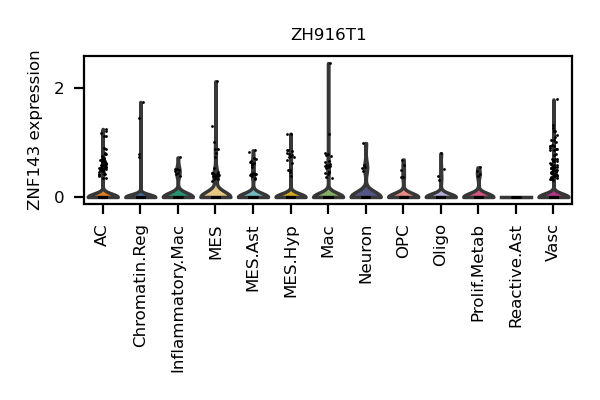 ZH916T1
ZNF143 expression
2
0
AC
Chromatin.Reg
Inflammatory.Mac
MES
MES.Ast
MES.Hyp
Mac
Neuron
OPC
Oligo
Prolif.Metab
Reactive.Ast
Vasc